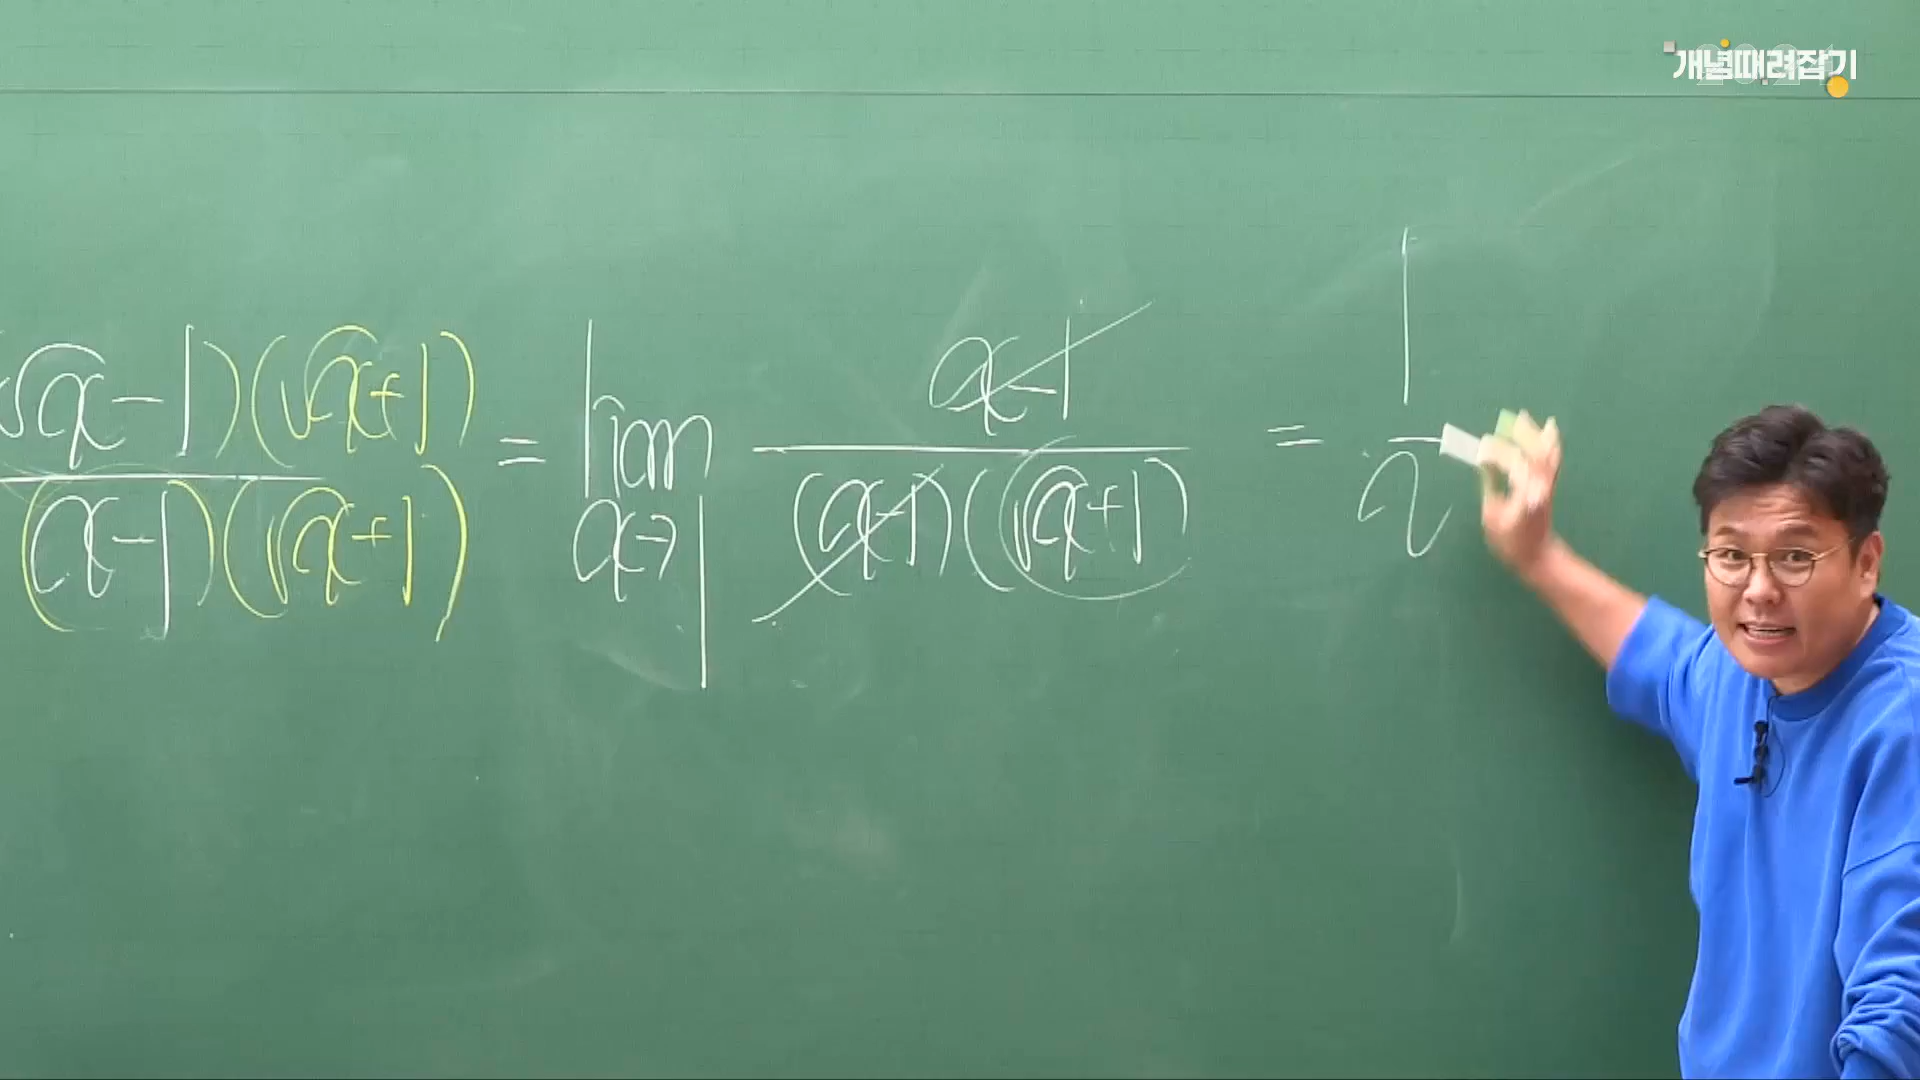 개념때려잡기
(√x-1)(√x+1) / (x-1)(√x+1) = lim x→1 x-1 / (x-1)(√x+1) = 1/2